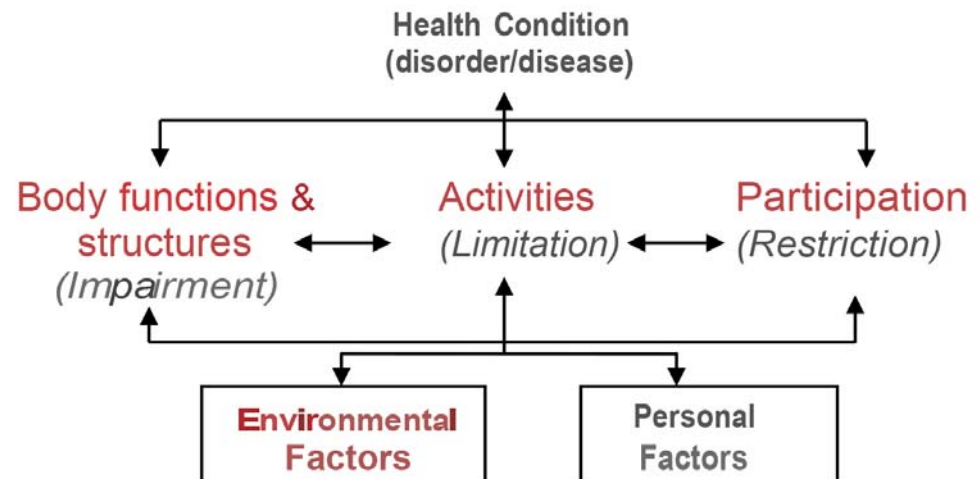 Health Condition
(disorder/disease)
Body functions &
structures
(Impairment)
Activities
(Limitation)
Participation
(Restriction)
Environmental
Factors
Personal
Factors